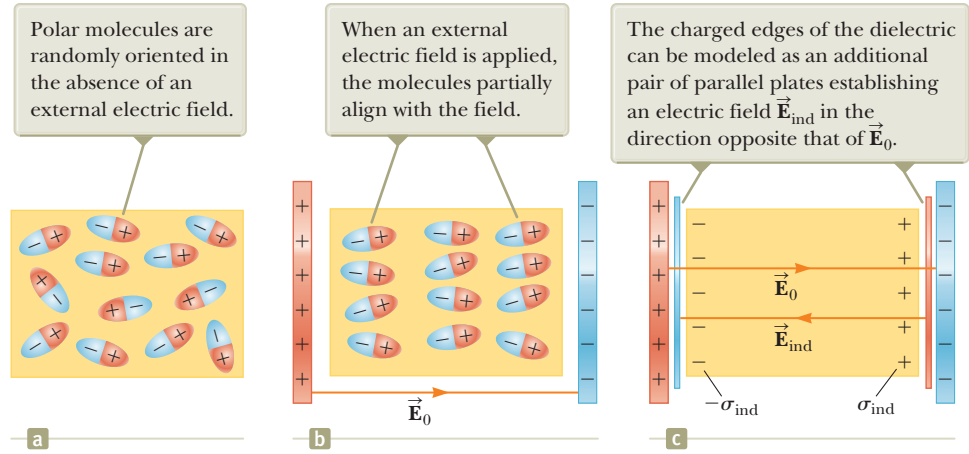 Polar molecules are
randomly oriented in
the absence of an
external electric field.
When an external
electric field is applied,
the molecules partially
align with the field.
The charged edges of the dielectric
can be modeled as an additional
pair of parallel plates establishing
an electric field E⃗ind in the
direction opposite that of E⃗0.
E⃗0
E⃗0
E⃗ind
−σind
σind
a
b
c